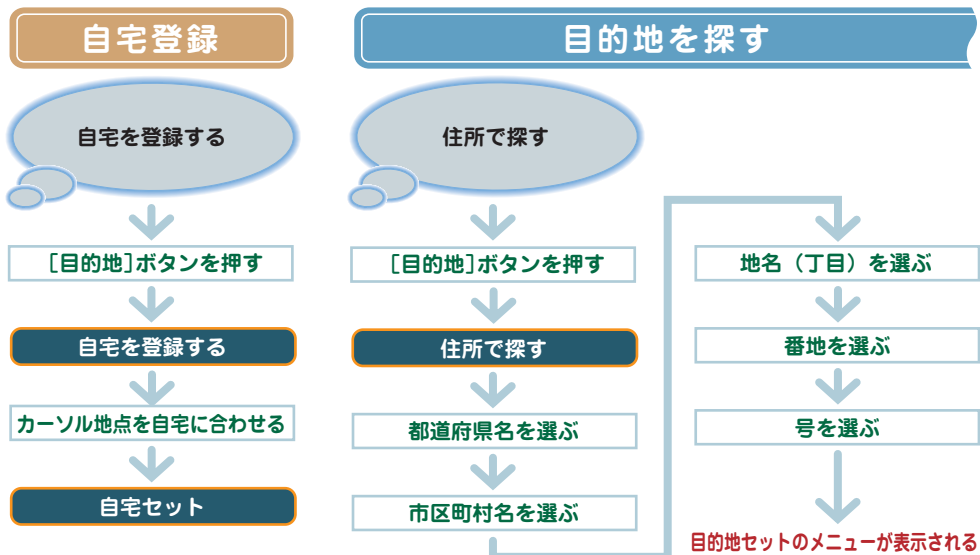 自宅登録
自宅を登録する
[目的地]ボタンを押す
自宅を登録する
カーソル地点を自宅に合わせる
自宅セット
目的地を探す
住所で探す
[目的地]ボタンを押す
住所で探す
都道府県名を選ぶ
市区町村名を選ぶ
地名（丁目）を選ぶ
番地を選ぶ
号を選ぶ
目的地セットのメニューが表示される